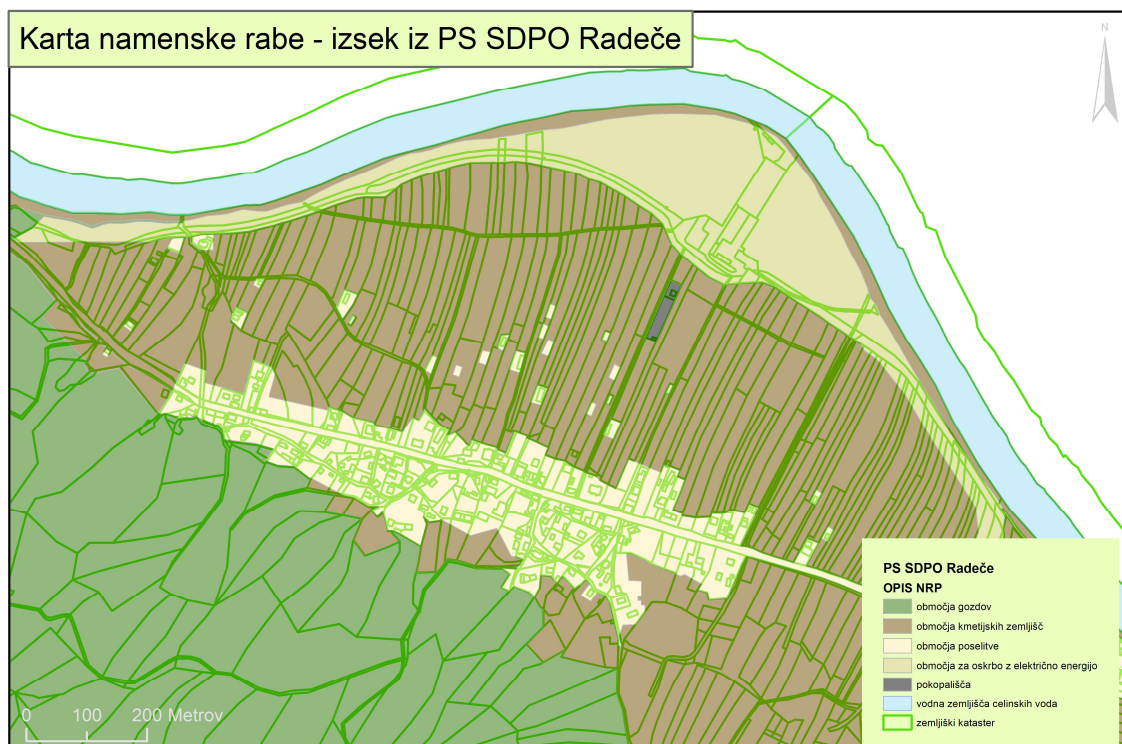 Karta namenske rabe - izsek iz PS SDPO Radeče
N
PS SDPO Radeče
OPIS NRP
območja gozdov
območja kmetijskih zemljišč
območja poselitve
območja za oskrbo z električno energijo
pokopališča
vodna zemljišča celinskih voda
zemljiški kataster
0 100 200 Metrov